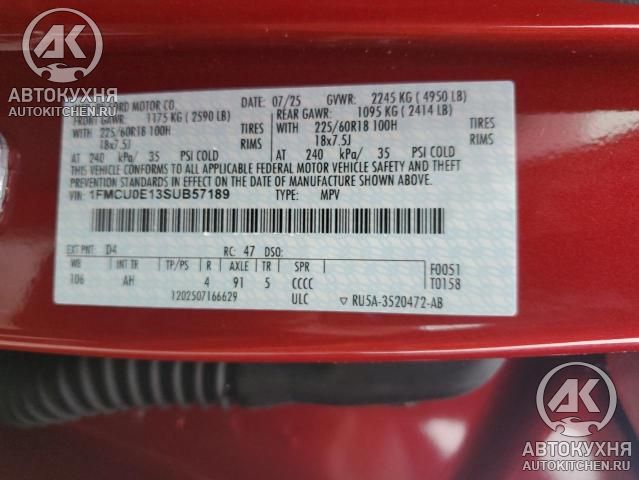 АК
АВТОКУХНЯ
AUTOKITCHEN.RU
FORD MOTOR CO. 07/25 GVWR: 2245 KG ( 4950 LB)
FRONT GAWR: 1175 KG ( 2590 LB) REAR GAWR: 1095 KG ( 2414 LB)
WITH 225/60R18 100H TIRES WITH 225/60R18 100H TIRES
18x7.5J RIMS 18x7.5J RIMS
AT 240 kPa/ 35 PSI COLD AT 240 kPa/ 35 PSI COLD
THIS VEHICLE CONFORMS TO ALL APPLICABLE FEDERAL MOTOR VEHICLE SAFETY AND THEFT
PREVENTION STANDARDS IN EFFECT ON THE DATE OF MANUFACTURE SHOWN ABOVE.
VIN: 1FMCU0E13SUB57189 TYPE: MPV
EXT PNT: D4 RC: 47 DSO:
WB INT TR TP/PS R AXLE TR SPR F0051
106 AH 4 91 5 CCCC T0158
1202507166629 ULC RU5A-3520472-AB
АК
АВТОКУХНЯ
AUTOKITCHEN.RU